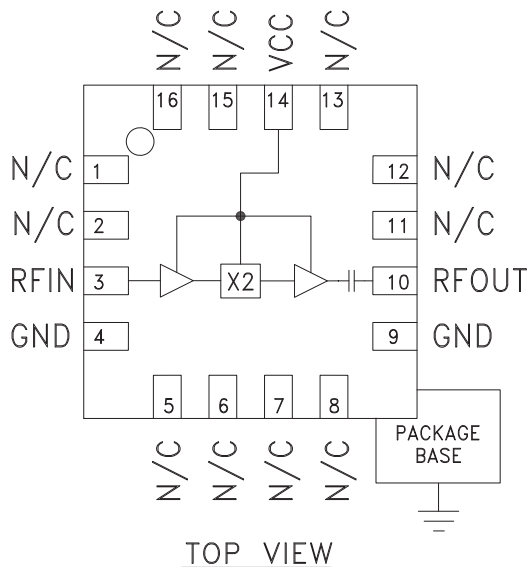 N/C N/C VCC N/C
16 15 14 13
N/C 1 12 N/C
N/C 2 11 N/C
RFIN 3 X2 10 RFOUT
GND 4 9 GND
5 6 7 8
N/C N/C N/C N/C
PACKAGE
BASE
TOP VIEW